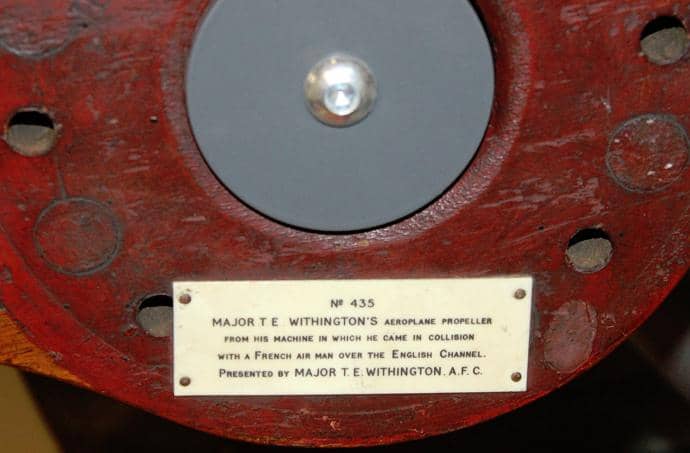 Nº 435
MAJOR T E. WITHINGTON'S AEROPLANE PROPELLER
FROM HIS MACHINE IN WHICH HE CAME IN COLLISION
WITH A FRENCH AIR MAN OVER THE ENGLISH CHANNEL.
PRESENTED BY MAJOR T. E. WITHINGTON. A.F.C.